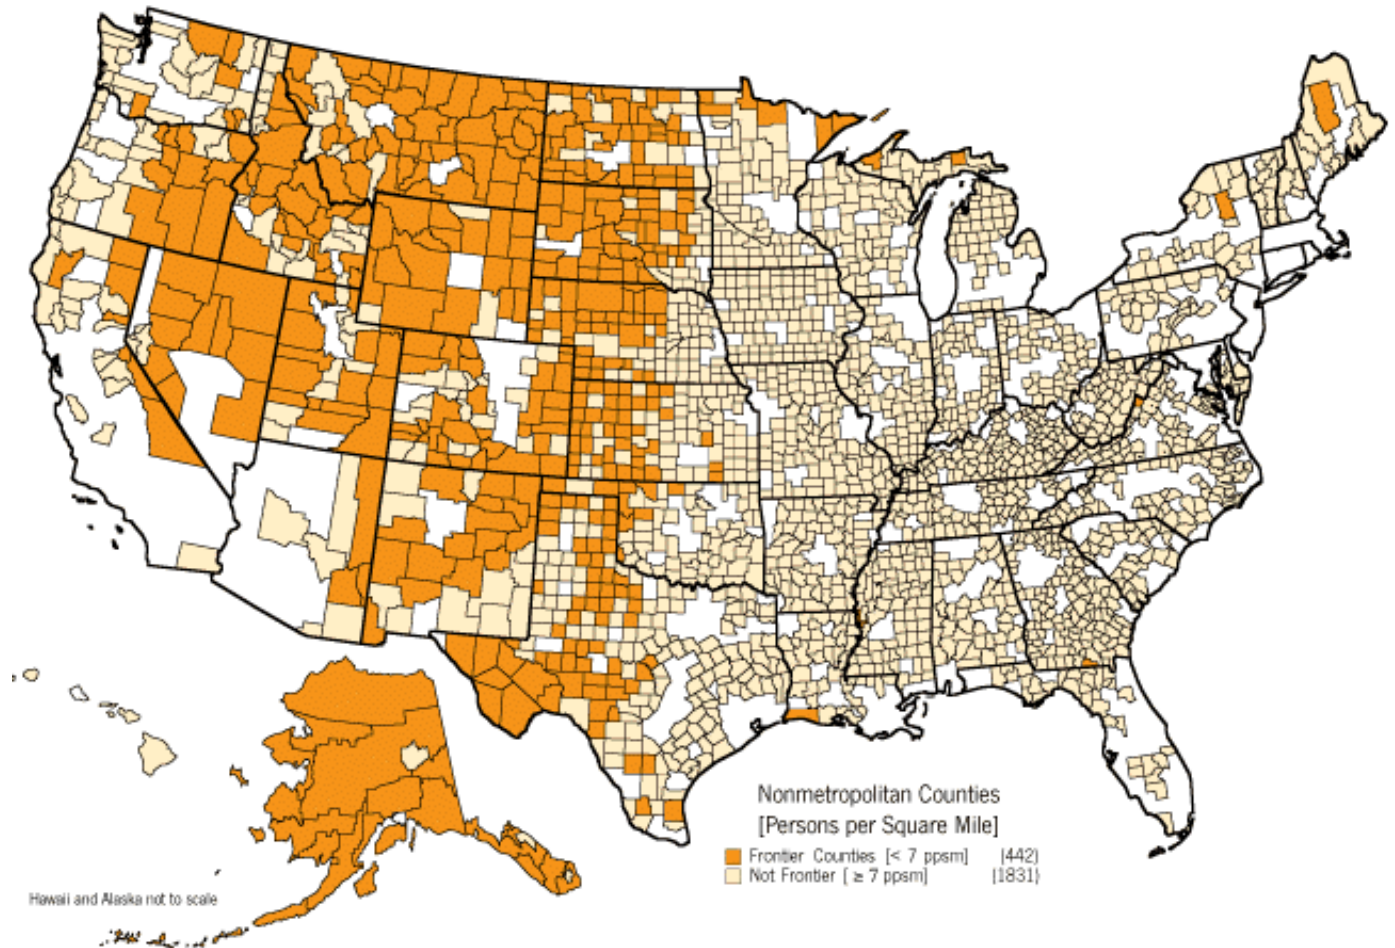 Nonmetropolitan Counties
[Persons per Square Mile]
Frontier Counties [< 7 ppsm] (442)
Not Frontier [ ≥ 7 ppsm] (1831)
Hawaii and Alaska not to scale